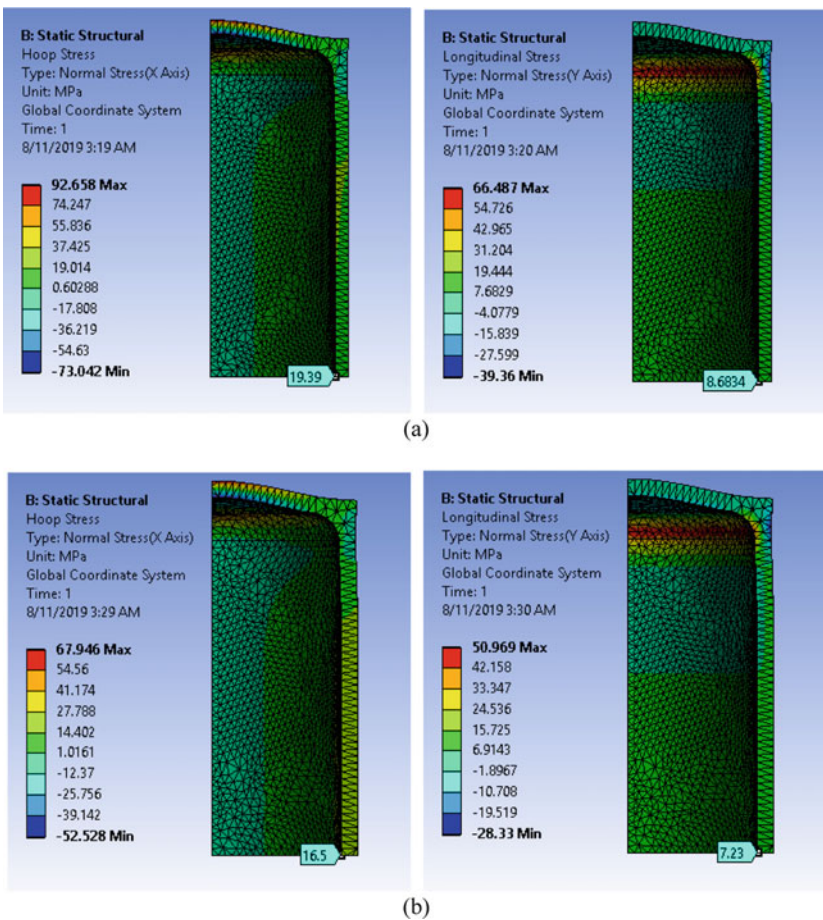 B: Static Structural
Hoop Stress
Type: Normal Stress(X Axis)
Unit: MPa
Global Coordinate System
Time: 1
8/11/2019 3:19 AM
92.658 Max
74.247
55.836
37.425
19.014
0.60288
-17.808
-36.219
-54.63
-73.042 Min
19.39
B: Static Structural
Longitudinal Stress
Type: Normal Stress(Y Axis)
Unit: MPa
Global Coordinate System
Time: 1
8/11/2019 3:20 AM
66.487 Max
54.726
42.965
31.204
19.444
7.6829
-4.0779
-15.839
-27.599
-39.36 Min
8.6834
(a)
B: Static Structural
Hoop Stress
Type: Normal Stress(X Axis)
Unit: MPa
Global Coordinate System
Time: 1
8/11/2019 3:29 AM
67.946 Max
54.56
41.174
27.788
14.402
1.0161
-12.37
-25.756
-39.142
-52.528 Min
16.5
B: Static Structural
Longitudinal Stress
Type: Normal Stress(Y Axis)
Unit: MPa
Global Coordinate System
Time: 1
8/11/2019 3:30 AM
50.969 Max
42.158
33.347
24.536
15.725
6.9143
-1.8967
-10.708
-19.519
-28.33 Min
7.23
(b)